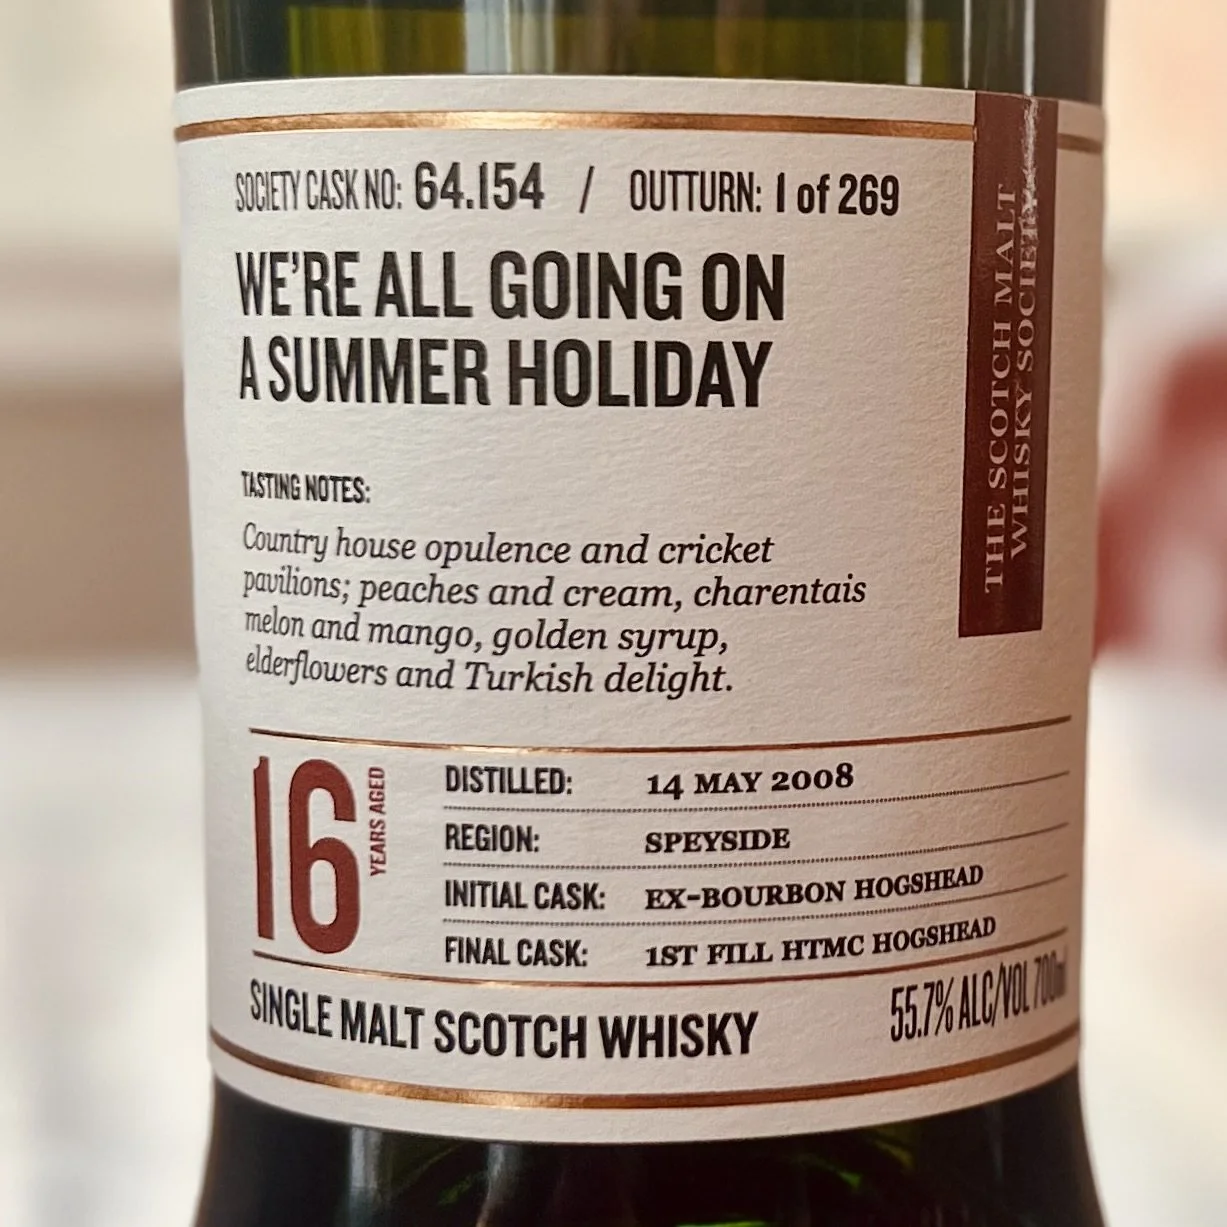 SOCIETY CASK NO: 64.154 / OUTTURN: 1 of 269
WE'RE ALL GOING ON
A SUMMER HOLIDAY
THE SCOTCH MALT
WHISKY SOCIETY
TASTING NOTES:
Country house opulence and cricket
pavilions; peaches and cream, charentais
melon and mango, golden syrup,
elderflowers and Turkish delight.
16 YEARS AGED
DISTILLED: 14 MAY 2008
REGION: SPEYSIDE
INITIAL CASK: EX-BOURBON HOGSHEAD
FINAL CASK: 1ST FILL HTMC HOGSHEAD
SINGLE MALT SCOTCH WHISKY 55.7% ALC/VOL 700ml